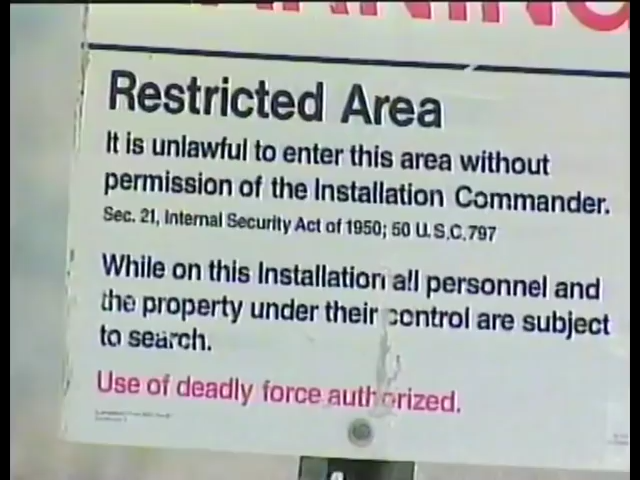 WARNING
Restricted Area
It is unlawful to enter this area without
permission of the Installation Commander.
Sec. 21, Internal Security Act of 1950; 50 U.S.C. 797
While on this Installation all personnel and
the property under their control are subject
to search.
Use of deadly force authorized.